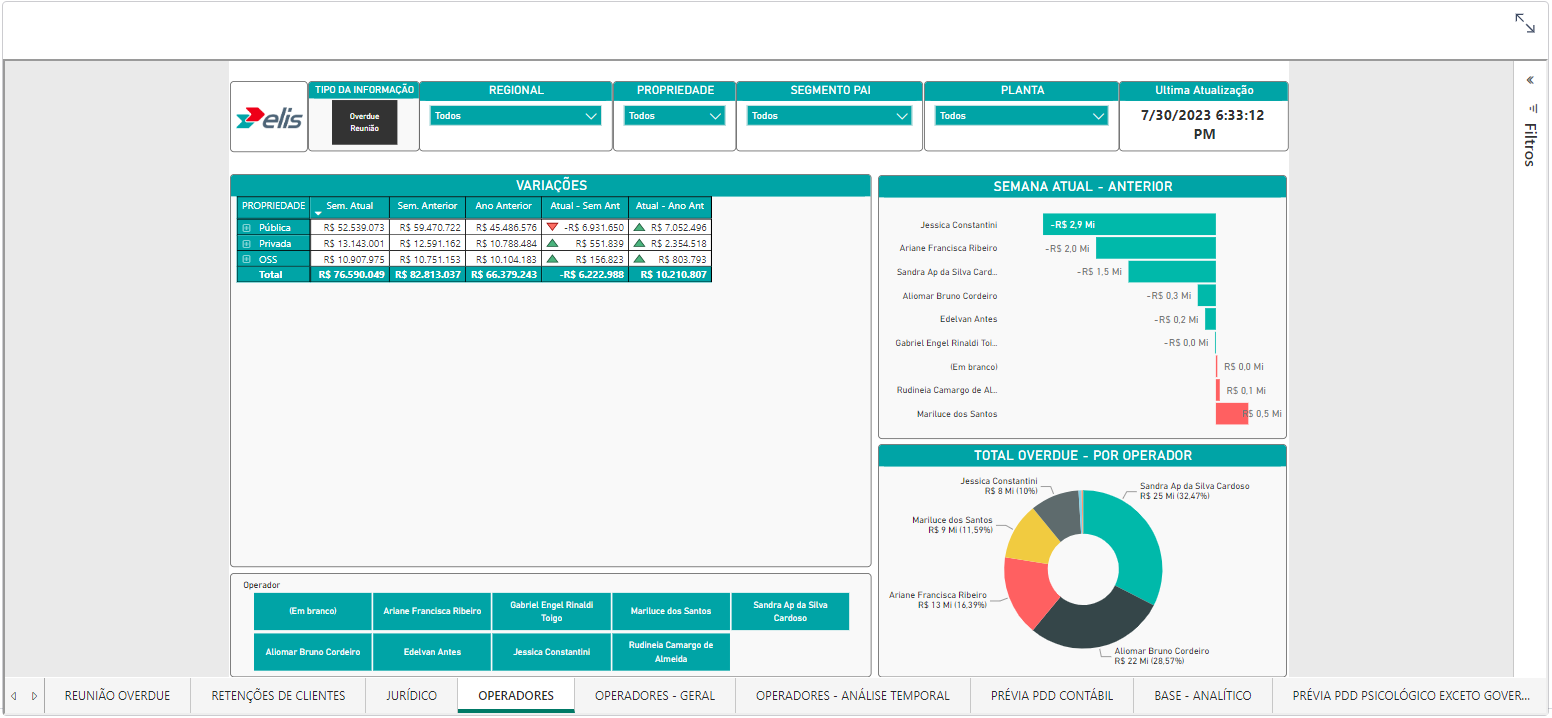 elis
TIPO DA INFORMAÇÃO
Overdue
Reunião
REGIONAL
Todos
PROPRIEDADE
Todos
SEGMENTO PAI
Todos
PLANTA
Todos
Ultima Atualização
7/30/2023 6:33:12
PM
Filtros
VARIAÇÕES
PROPRIEDADE Sem. Atual Sem. Anterior Ano Anterior Atual - Sem Ant Atual - Ano Ant
Pública R$ 52.539.073 R$ 59.470.722 R$ 45.486.576 -R$ 6.931.650 R$ 7.052.496
Privada R$ 13.143.001 R$ 12.591.162 R$ 10.788.484 R$ 551.839 R$ 2.354.518
OSS R$ 10.907.975 R$ 10.751.153 R$ 10.104.183 R$ 156.823 R$ 803.793
Total R$ 76.590.049 R$ 82.813.037 R$ 66.379.243 -R$ 6.222.988 R$ 10.210.807
SEMANA ATUAL - ANTERIOR
Jessica Constantini -R$ 2,9 Mi
Ariane Francisca Ribeiro -R$ 2,0 Mi
Sandra Ap da Silva Card... -R$ 1,5 Mi
Aliomar Bruno Cordeiro -R$ 0,3 Mi
Edelvan Antes -R$ 0,2 Mi
Gabriel Engel Rinaldi Toi... -R$ 0,0 Mi
(Em branco) R$ 0,0 Mi
Rudineia Camargo de Al... R$ 0,1 Mi
Mariluce dos Santos R$ 0,5 Mi
TOTAL OVERDUE - POR OPERADOR
Jessica Constantini
R$ 8 Mi (10%)
Sandra Ap da Silva Cardoso
R$ 25 Mi (32,47%)
Mariluce dos Santos
R$ 9 Mi (11,59%)
Ariane Francisca Ribeiro
R$ 13 Mi (16,39%)
Aliomar Bruno Cordeiro
R$ 22 Mi (28,57%)
Operador
(Em branco)
Ariane Francisca Ribeiro
Gabriel Engel Rinaldi
Toigo
Mariluce dos Santos
Sandra Ap da Silva
Cardoso
Aliomar Bruno Cordeiro
Edelvan Antes
Jessica Constantini
Rudineia Camargo de
Almeida
REUNIÃO OVERDUE
RETENÇÕES DE CLIENTES
JURÍDICO
OPERADORES
OPERADORES - GERAL
OPERADORES - ANÁLISE TEMPORAL
PRÉVIA PDD CONTÁBIL
BASE - ANALÍTICO
PRÉVIA PDD PSICOLÓGICO EXCETO GOVER...